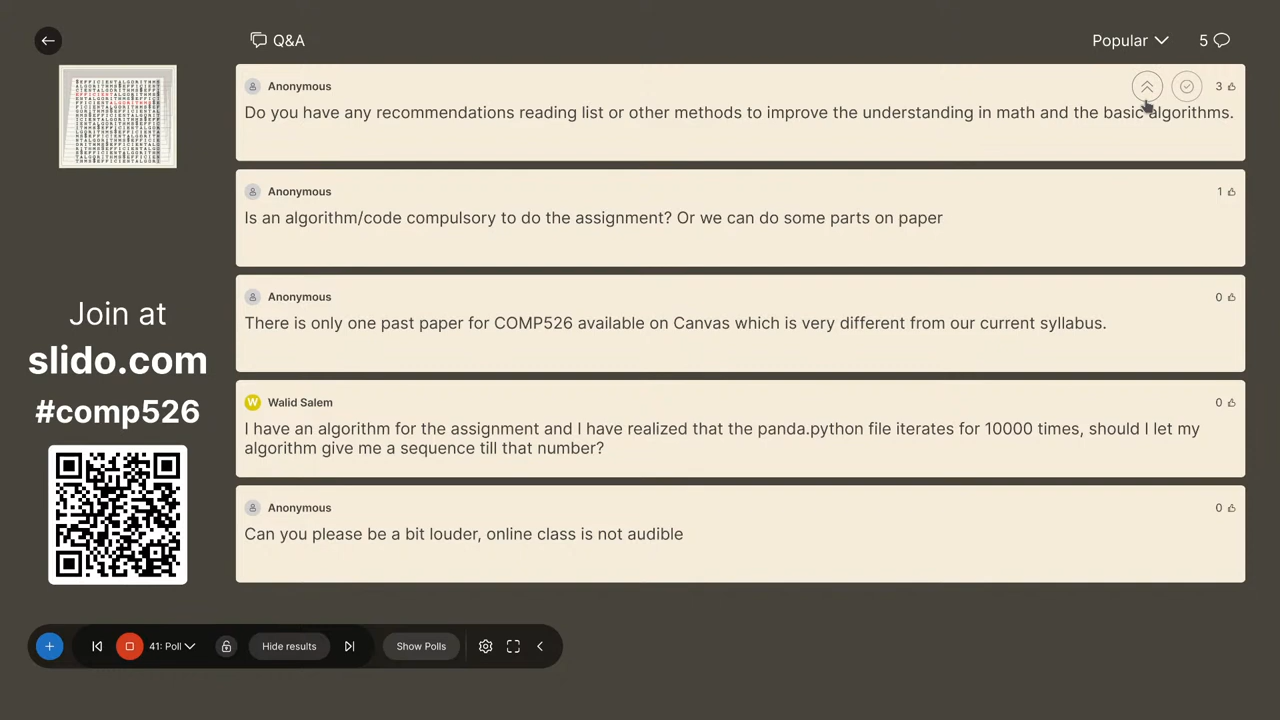 Q&A
Popular
5
Anonymous
3
Do you have any recommendations reading list or other methods to improve the understanding in math and the basic algorithms.
Anonymous
1
Is an algorithm/code compulsory to do the assignment? Or we can do some parts on paper
Anonymous
0
There is only one past paper for COMP526 available on Canvas which is very different from our current syllabus.
W Walid Salem
0
I have an algorithm for the assignment and I have realized that the panda.python file iterates for 10000 times, should I let my
algorithm give me a sequence till that number?
Anonymous
0
Can you please be a bit louder, online class is not audible
Join at
slido.com
#comp526
41: Poll
Hide results
Show Polls